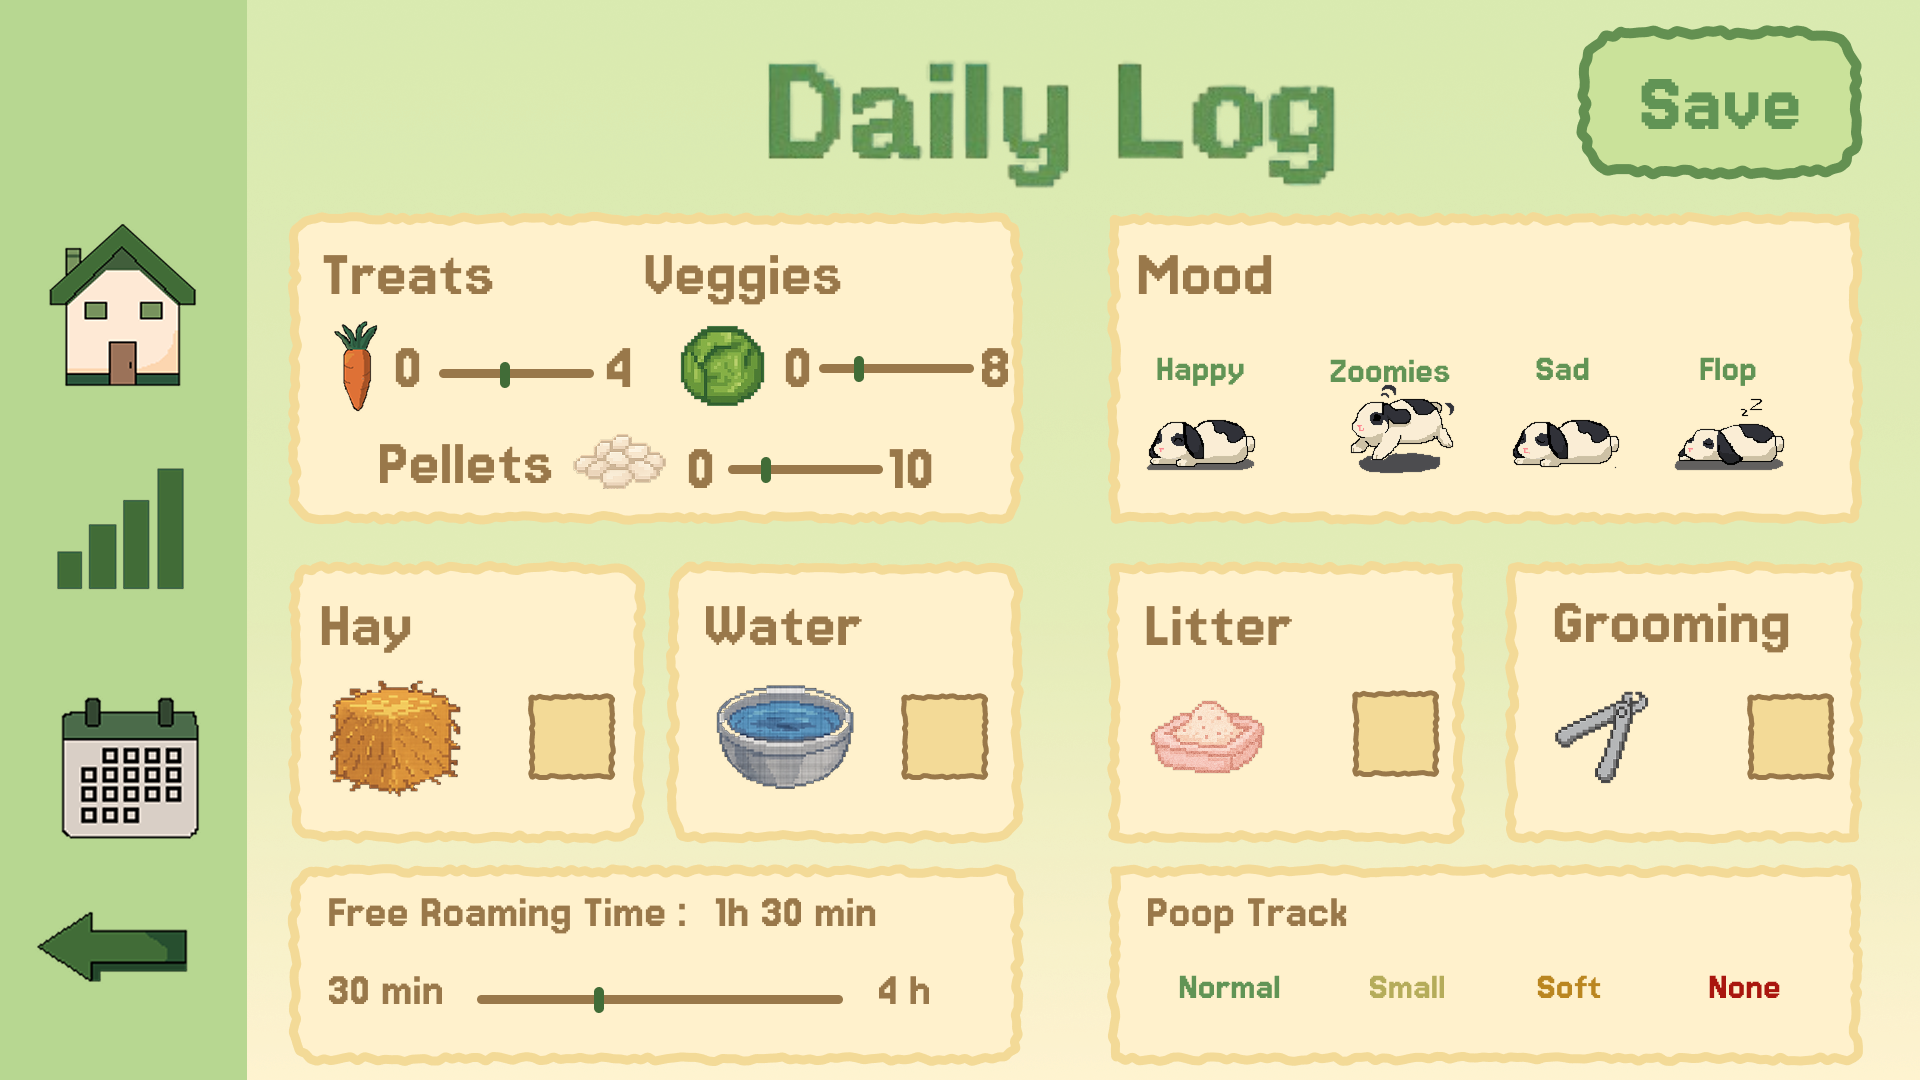 Daily Log
Save
Treats
Veggies
0
4
0
8
Pellets
0
10
Mood
Happy
Zoomies
Sad
Flop
zZ
Hay
Water
Litter
Grooming
Free Roaming Time : 1h 30 min
30 min
4 h
Poop Track
Normal
Small
Soft
None